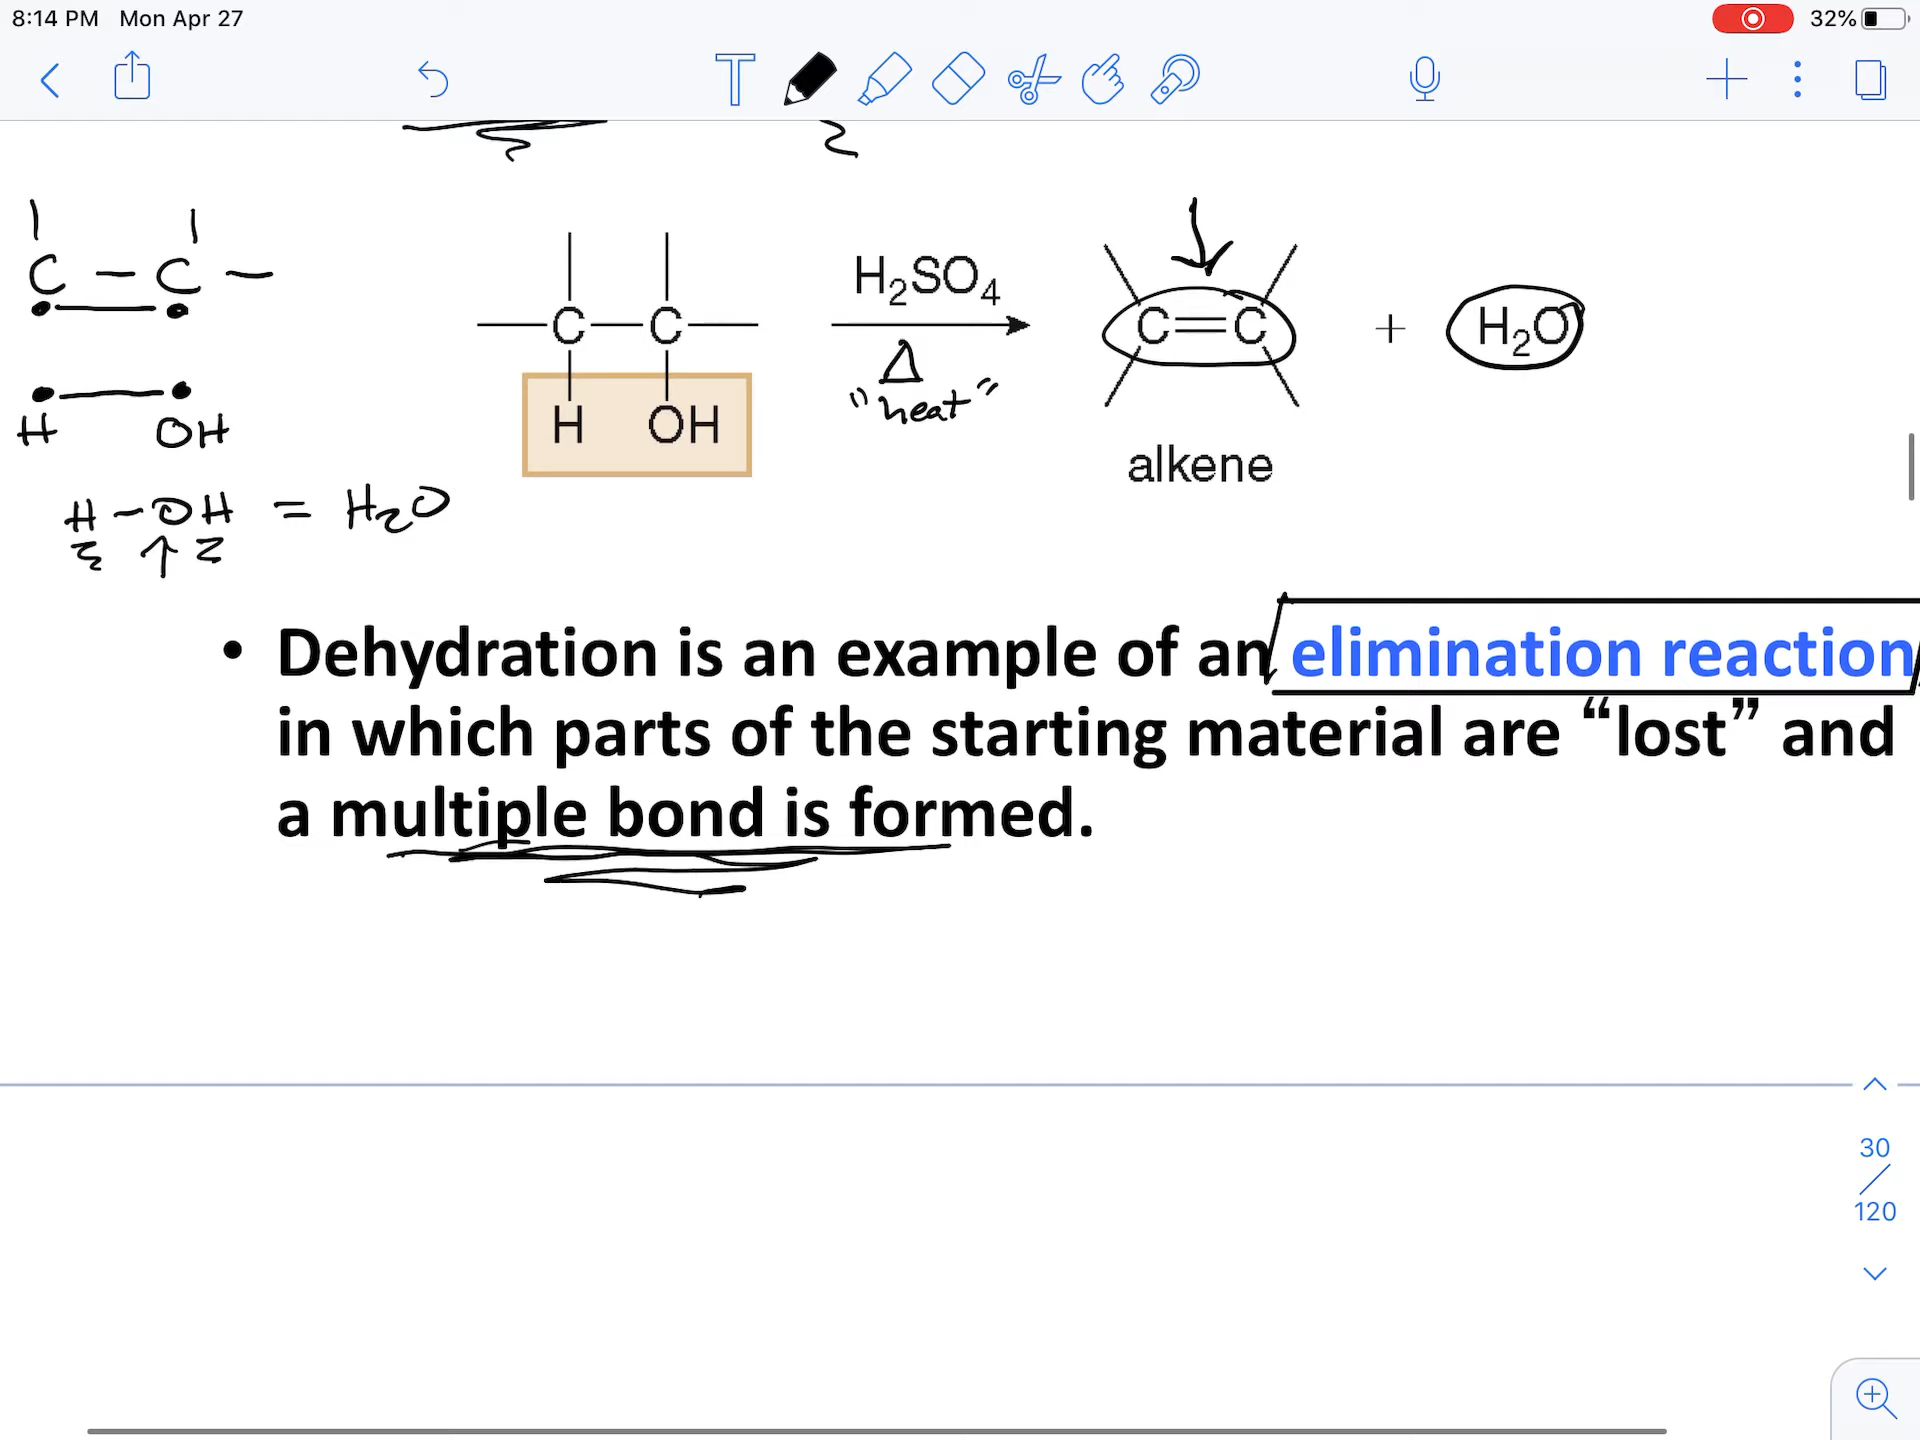 8:14 PM Mon Apr 27
32%
C - C -
H OH
H - OH = H₂O
C C
H OH
H₂SO₄
Δ
"heat"
C=C + H₂O
alkene
• Dehydration is an example of an elimination reaction
in which parts of the starting material are “lost” and
a multiple bond is formed.
30
120